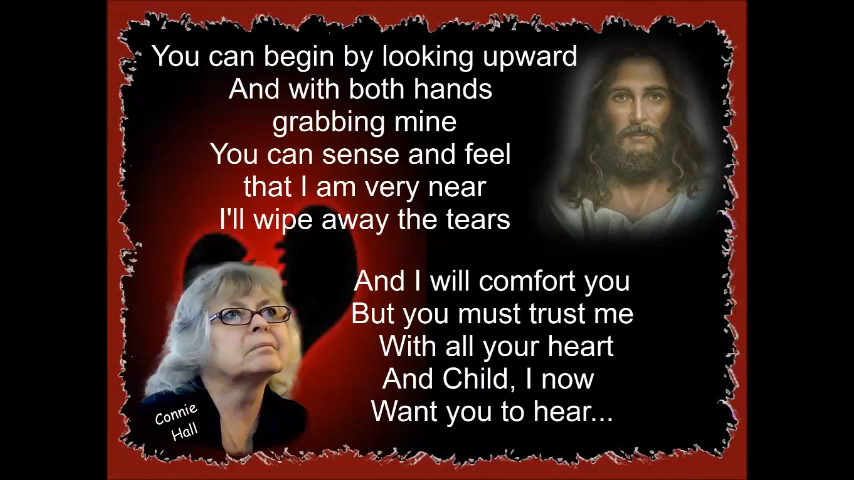 You can begin by looking upward
And with both hands
grabbing mine
You can sense and feel
that I am very near
I'll wipe away the tears
And I will comfort you
But you must trust me
With all your heart
And Child, I now
Want you to hear...
Connie
Hall